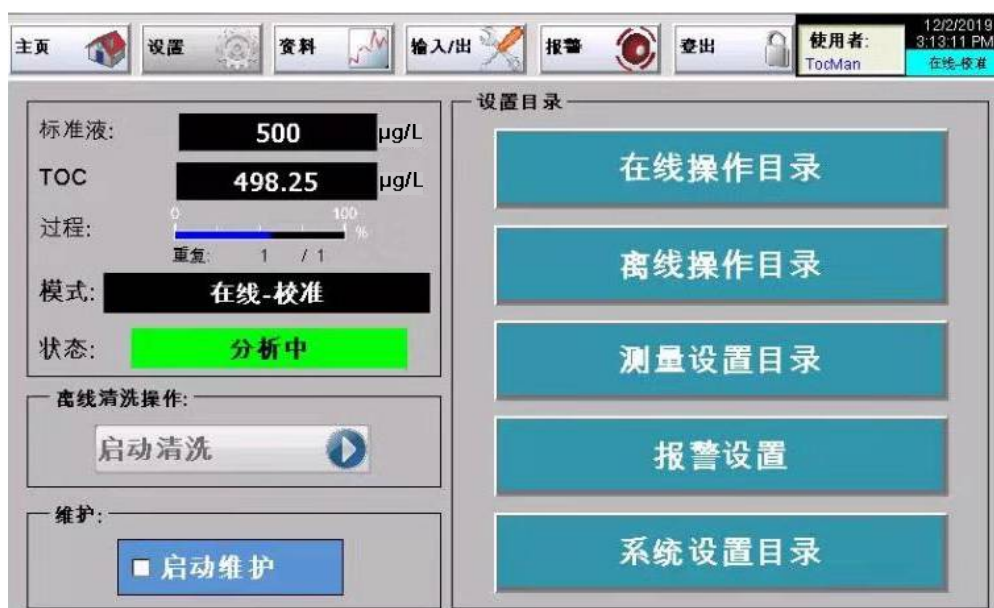 主页 设置 资料 输入/出 报警 登出 使用者: TocMan 12/2/2019 3:13:11 PM 在线-校准
标准液: 500 µg/L
TOC 498.25 µg/L
过程: 0 100 %
重复: 1 / 1
模式: 在线-校准
状态: 分析中
离线清洗操作:
启动清洗
维护:
启动维护
设置目录
在线操作目录
离线操作目录
测量设置目录
报警设置
系统设置目录